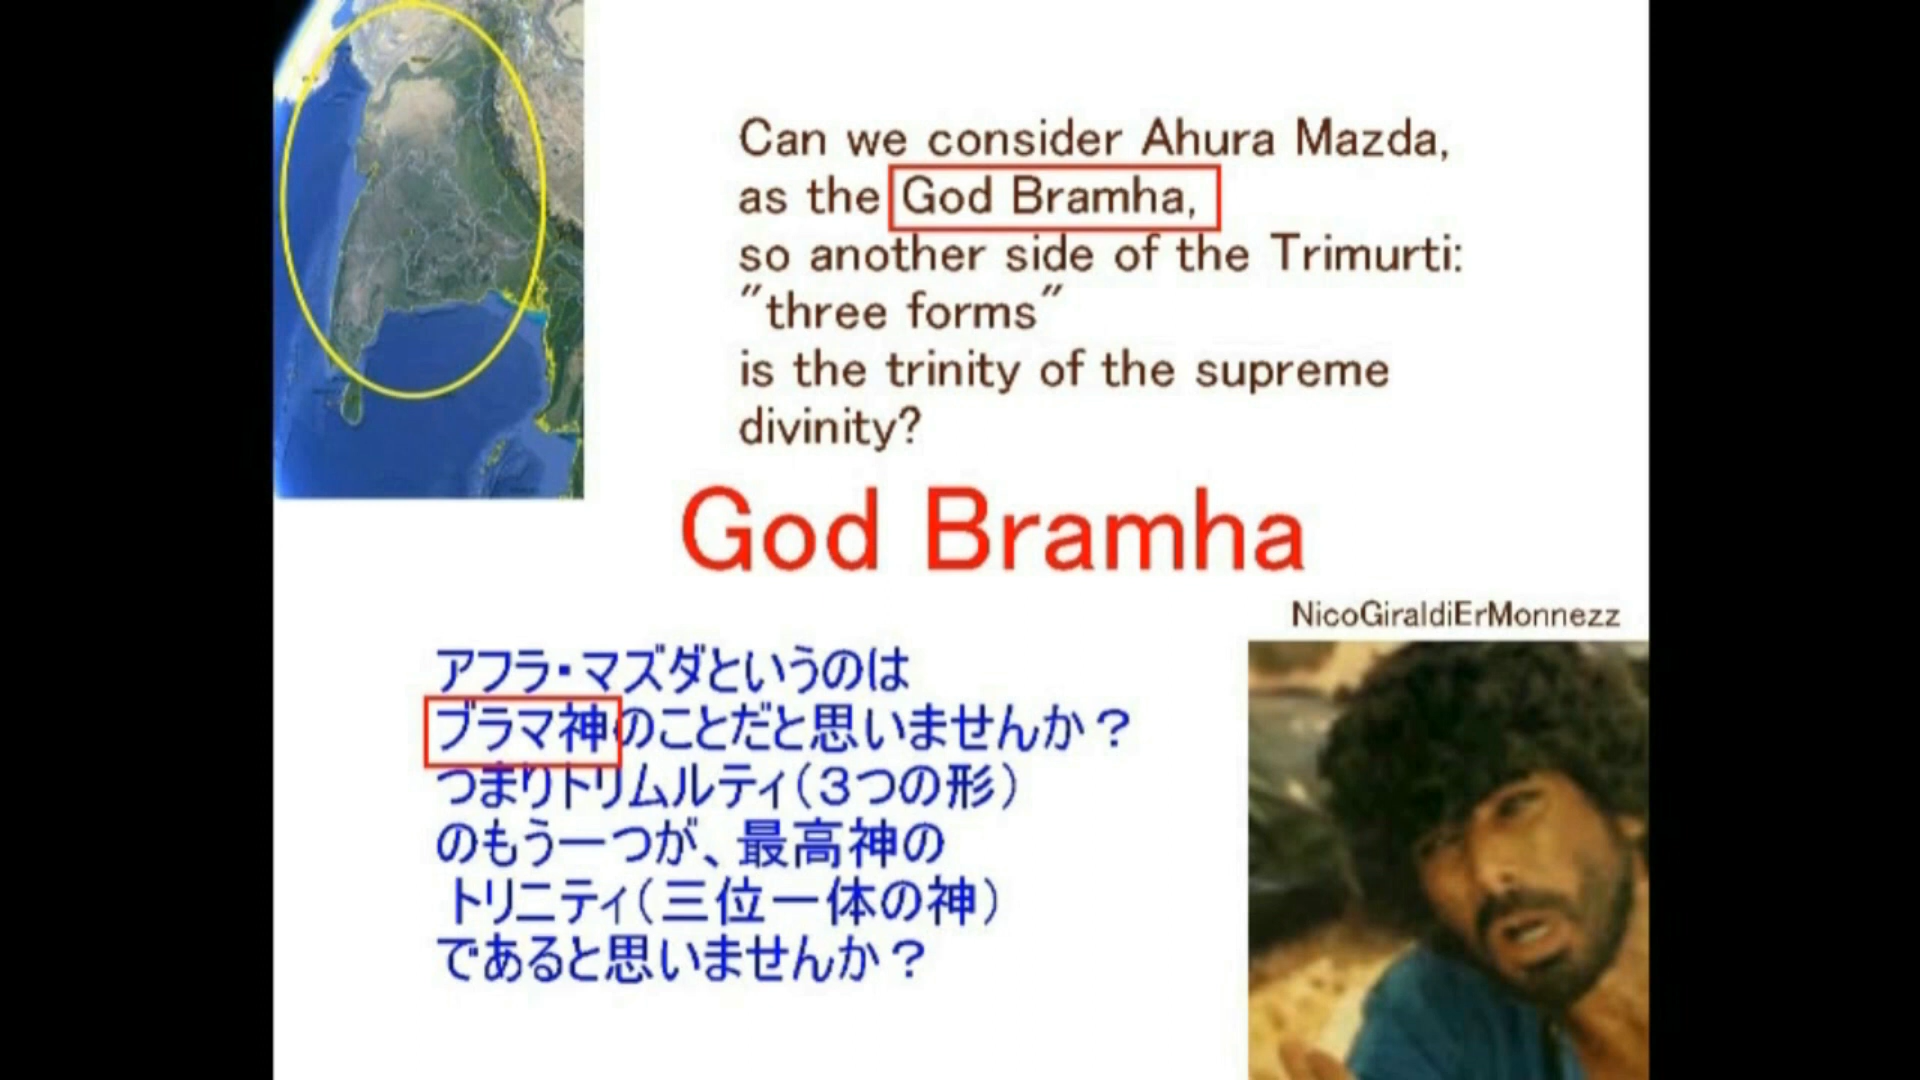 Can we consider Ahura Mazda,
as the God Bramha,
so another side of the Trimurti:
"three forms"
is the trinity of the supreme
divinity?
God Bramha
NicoGiraldiErMonnezz
アフラ・マズダというのは
ブラマ神のことだと思いませんか？
つまりトリムルティ（３つの形）
のもう一つが、最高神の
トリニティ（三位一体の神）
であると思いませんか？